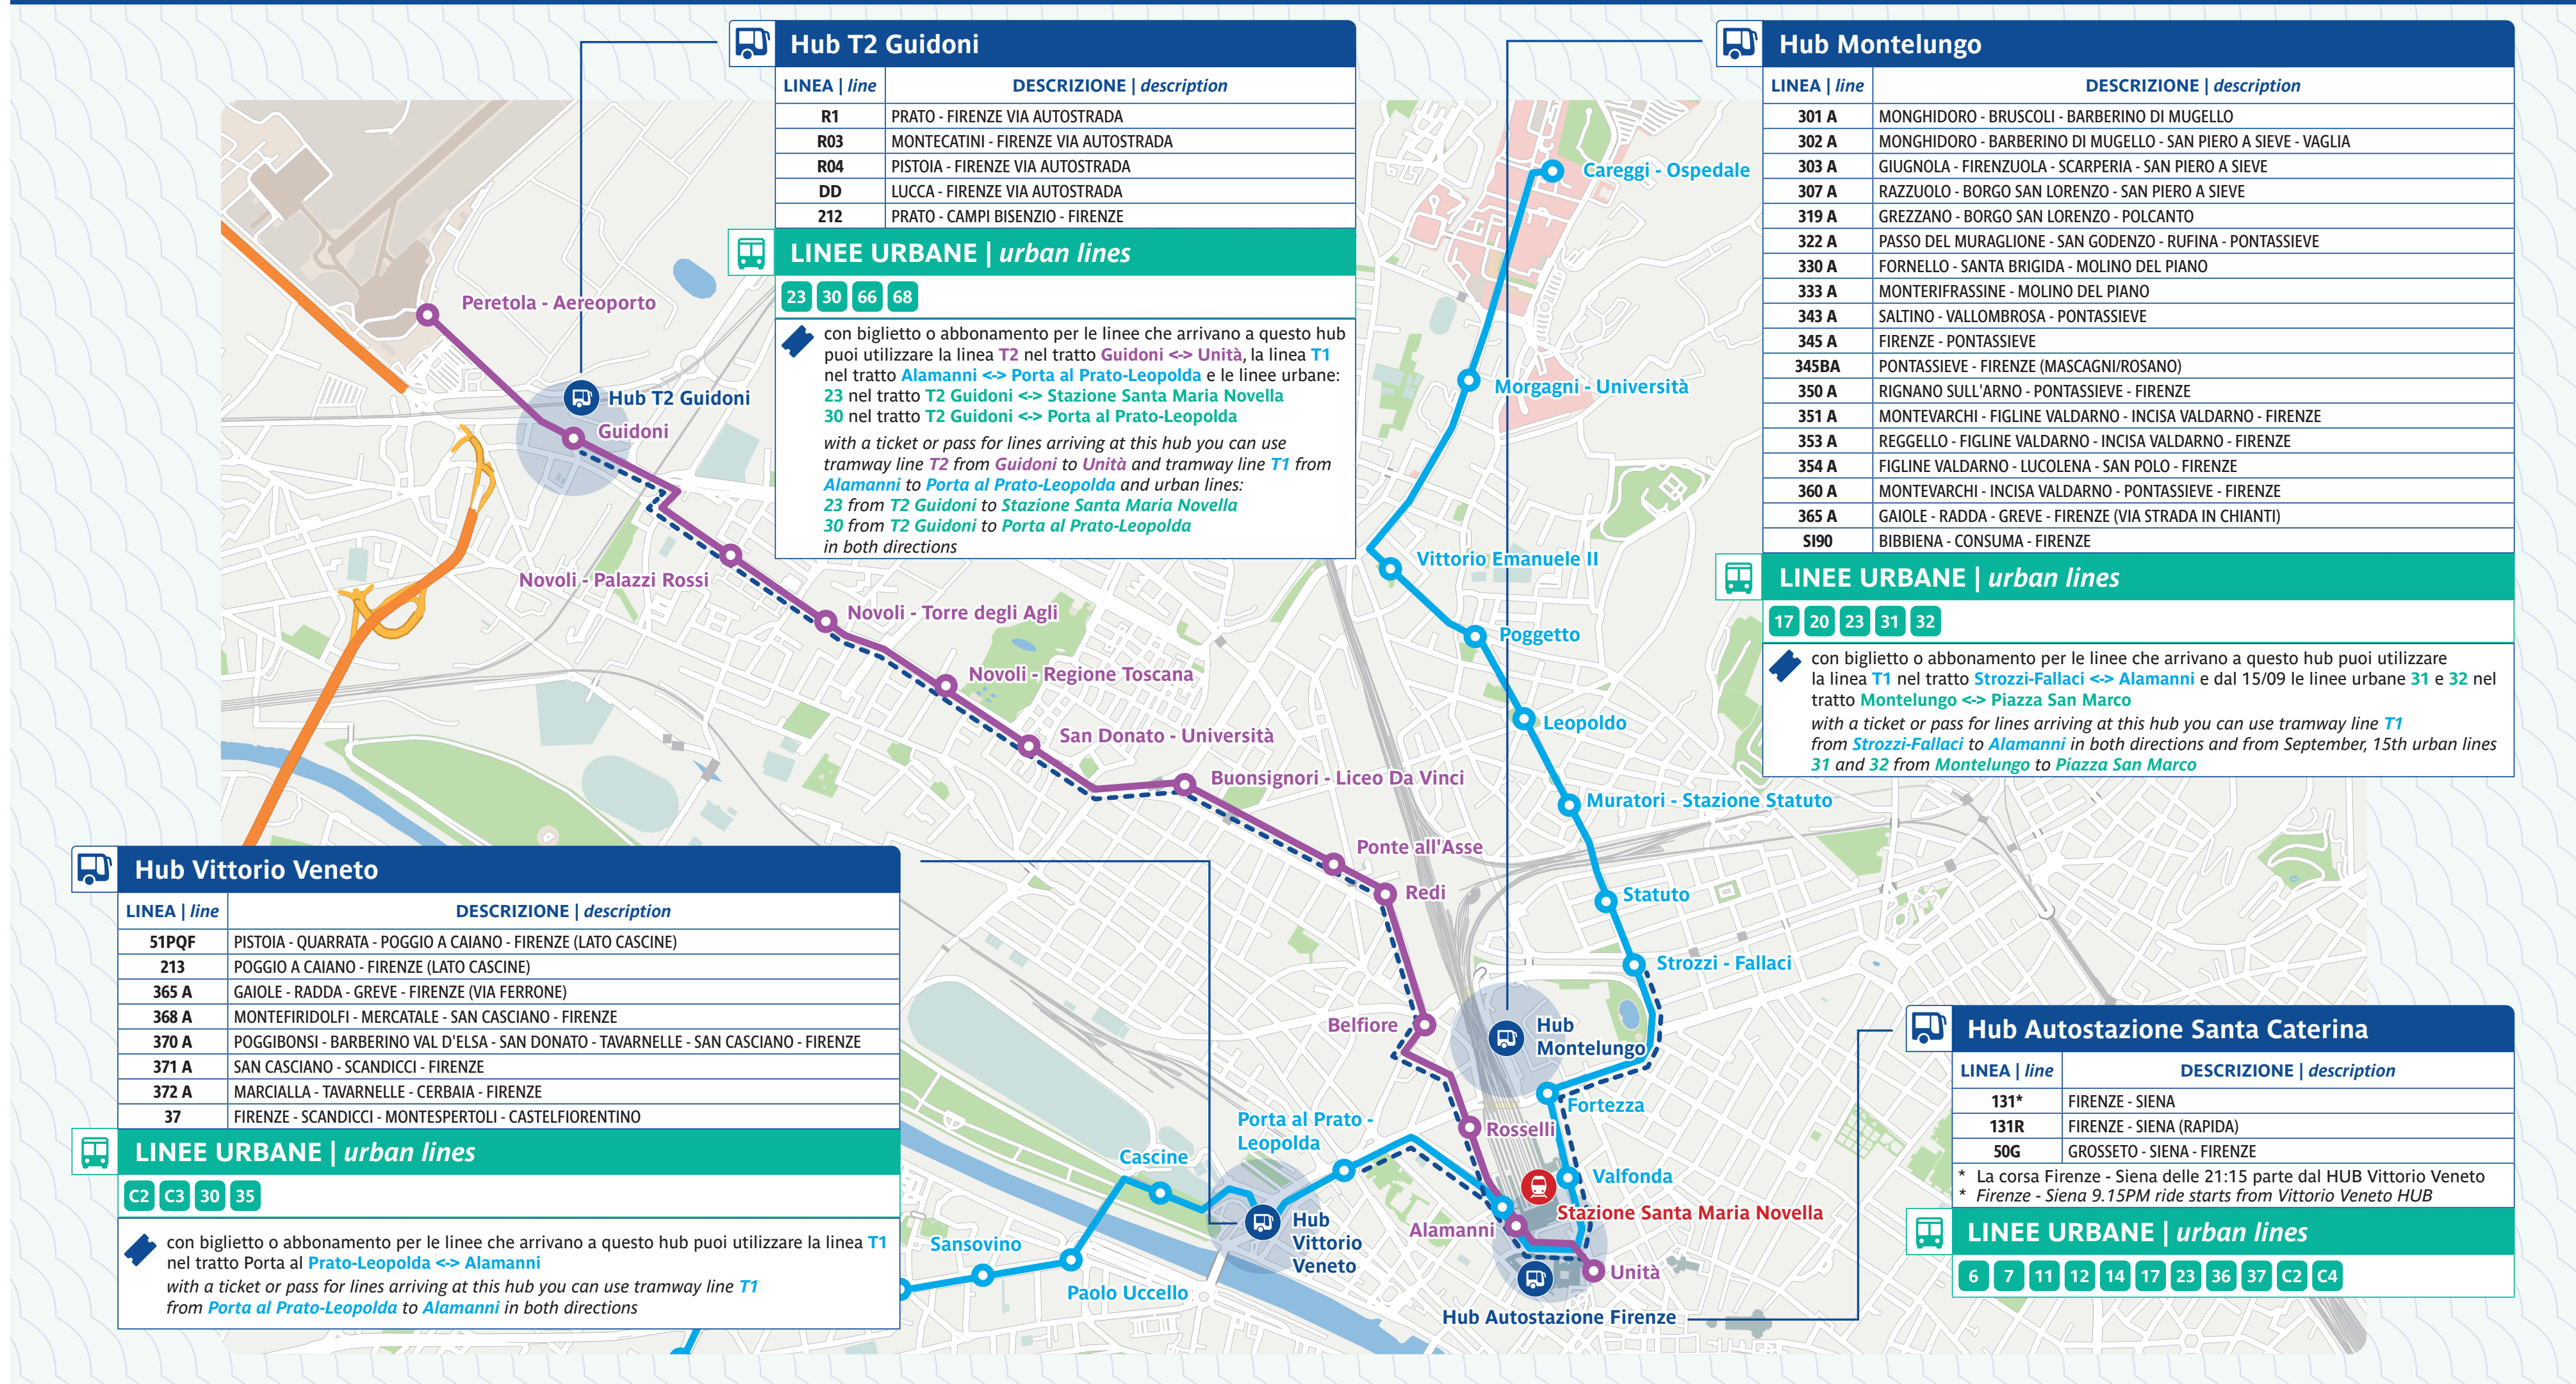 Hub T2 Guidoni
LINEA | line DESCRIZIONE | description
R1 PRATO - FIRENZE VIA AUTOSTRADA
R03 MONTECATINI - FIRENZE VIA AUTOSTRADA
R04 PISTOIA - FIRENZE VIA AUTOSTRADA
DD LUCCA - FIRENZE VIA AUTOSTRADA
212 PRATO - CAMPI BISENZIO - FIRENZE
LINEE URBANE | urban lines
23 30 66 68
con biglietto o abbonamento per le linee che arrivano a questo hub
puoi utilizzare la linea T2 nel tratto Guidoni <-> Unità, la linea T1
nel tratto Alamanni <-> Porta al Prato-Leopolda e le linee urbane:
23 nel tratto T2 Guidoni <-> Stazione Santa Maria Novella
30 nel tratto T2 Guidoni <-> Porta al Prato-Leopolda
with a ticket or pass for lines arriving at this hub you can use
tramway line T2 from Guidoni to Unità and tramway line T1 from
Alamanni to Porta al Prato-Leopolda and urban lines:
23 from T2 Guidoni to Stazione Santa Maria Novella
30 from T2 Guidoni to Porta al Prato-Leopolda
in both directions
Hub Montelungo
LINEA | line DESCRIZIONE | description
301 A MONGHIDORO - BRUSCOLI - BARBERINO DI MUGELLO
302 A MONGHIDORO - BARBERINO DI MUGELLO - SAN PIERO A SIEVE - VAGLIA
303 A GIUGNOLA - FIRENZUOLA - SCARPERIA - SAN PIERO A SIEVE
307 A RAZZUOLO - BORGO SAN LORENZO - SAN PIERO A SIEVE
319 A GREZZANO - BORGO SAN LORENZO - POLCANTO
322 A PASSO DEL MURAGLIONE - SAN GODENZO - RUFINA - PONTASSIEVE
330 A FORNELLO - SANTA BRIGIDA - MOLINO DEL PIANO
333 A MONTERIFRASSINE - MOLINO DEL PIANO
343 A SALTINO - VALLOMBROSA - PONTASSIEVE
345 A FIRENZE - PONTASSIEVE
345BA PONTASSIEVE - FIRENZE (MASCAGNI/ROSANO)
350 A RIGNANO SULL'ARNO - PONTASSIEVE - FIRENZE
351 A MONTEVARCHI - FIGLINE VALDARNO - INCISA VALDARNO - FIRENZE
353 A REGGELLO - FIGLINE VALDARNO - INCISA VALDARNO - FIRENZE
354 A FIGLINE VALDARNO - LUCOLENA - SAN POLO - FIRENZE
360 A MONTEVARCHI - INCISA VALDARNO - PONTASSIEVE - FIRENZE
365 A GAIOLE - RADDA - GREVE - FIRENZE (VIA STRADA IN CHIANTI)
SI90 BIBBIENA - CONSUMA - FIRENZE
LINEE URBANE | urban lines
17 20 23 31 32
con biglietto o abbonamento per le linee che arrivano a questo hub puoi utilizzare
la linea T1 nel tratto Strozzi-Fallaci <-> Alamanni e dal 15/09 le linee urbane 31 e 32 nel
tratto Montelungo <-> Piazza San Marco
with a ticket or pass for lines arriving at this hub you can use tramway line T1
from Strozzi-Fallaci to Alamanni in both directions and from September, 15th urban lines
31 and 32 from Montelungo to Piazza San Marco
Careggi - Ospedale
Morgagni - Università
Vittorio Emanuele II
Poggetto
Leopoldo
Muratori - Stazione Statuto
Statuto
Strozzi - Fallaci
Hub
Montelungo
Fortezza
Valfonda
Stazione Santa Maria Novella
Peretola - Aereoporto
Hub T2 Guidoni
Guidoni
Novoli - Palazzi Rossi
Novoli - Torre degli Agli
Novoli - Regione Toscana
San Donato - Università
Buonsignori - Liceo Da Vinci
Ponte all'Asse
Redi
Belfiore
Rosselli
Alamanni
Unità
Hub Autostazione Firenze
Porta al Prato -
Leopolda
Cascine
Hub
Vittorio
Veneto
Sansovino
Paolo Uccello
Hub Vittorio Veneto
LINEA | line DESCRIZIONE | description
51PQF PISTOIA - QUARRATA - POGGIO A CAIANO - FIRENZE (LATO CASCINE)
213 POGGIO A CAIANO - FIRENZE (LATO CASCINE)
365 A GAIOLE - RADDA - GREVE - FIRENZE (VIA FERRONE)
368 A MONTEFIRIDOLFI - MERCATALE - SAN CASCIANO - FIRENZE
370 A POGGIBONSI - BARBERINO VAL D'ELSA - SAN DONATO - TAVARNELLE - SAN CASCIANO - FIRENZE
371 A SAN CASCIANO - SCANDICCI - FIRENZE
372 A MARCIALLA - TAVARNELLE - CERBAIA - FIRENZE
37 FIRENZE - SCANDICCI - MONTESPERTOLI - CASTELFIORENTINO
LINEE URBANE | urban lines
C2 C3 30 35
con biglietto o abbonamento per le linee che arrivano a questo hub puoi utilizzare la linea T1
nel tratto Porta al Prato-Leopolda <-> Alamanni
with a ticket or pass for lines arriving at this hub you can use tramway line T1
from Porta al Prato-Leopolda to Alamanni in both directions
Hub Autostazione Santa Caterina
LINEA | line DESCRIZIONE | description
131* FIRENZE - SIENA
131R FIRENZE - SIENA (RAPIDA)
50G GROSSETO - SIENA - FIRENZE
* La corsa Firenze - Siena delle 21:15 parte dal HUB Vittorio Veneto
* Firenze - Siena 9.15PM ride starts from Vittorio Veneto HUB
LINEE URBANE | urban lines
6 7 11 12 14 17 23 36 37 C2 C4